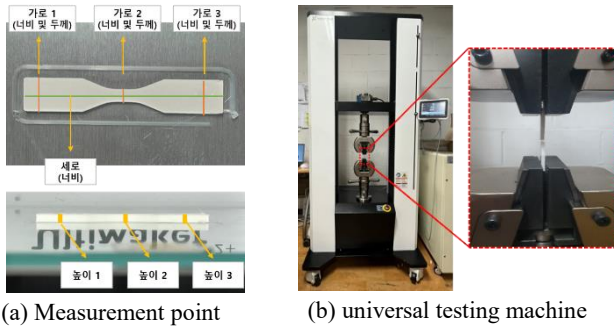 가로 1
(너비 및 두께)
가로 2
(너비 및 두께)
가로 3
(너비 및 두께)
세로
(너비)
Ultimaker
2+
높이 1
높이 2
높이 3
(a) Measurement point
(b) universal testing machine